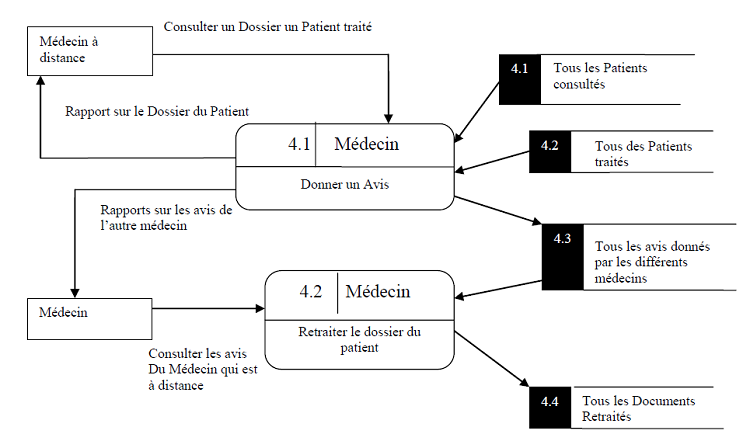 Consulter un Dossier un Patient traité
Médecin à
distance
4.1
Tous les Patients
consultés
Rapport sur le Dossier du Patient
4.1
Médecin
Donner un Avis
4.2
Tous des Patients
traités
Rapports sur les avis de
l'autre médecin
4.3
Tous les avis donnés
par les différents
médecins
4.2
Médecin
Retraiter le dossier du
patient
Médecin
Consulter les avis
Du Médecin qui est
à distance
4.4
Tous les Documents
Retraités